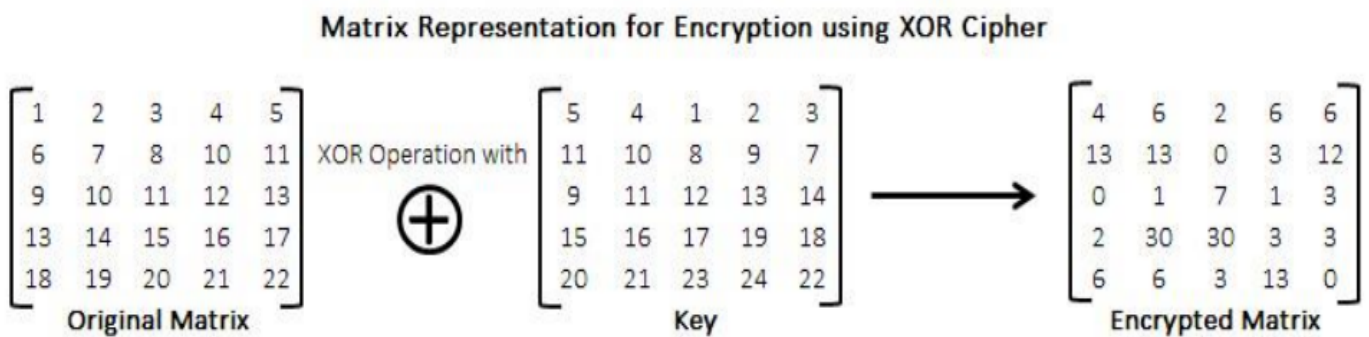 Matrix Representation for Encryption using XOR Cipher
1 2 3 4 5 5 4 1 2 3 4 6 2 6 6
6 7 8 10 11 XOR Operation with 11 10 8 9 7 13 13 0 3 12
9 10 11 12 13 9 11 12 13 14 0 1 7 1 3
13 14 15 16 17 15 16 17 19 18 2 30 30 3 3
18 19 20 21 22 20 21 23 24 22 6 6 3 13 0
Original Matrix Key Encrypted Matrix